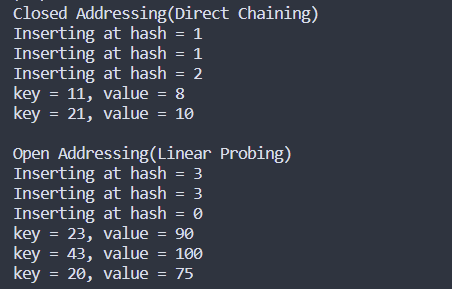 Closed Addressing(Direct Chaining)
Inserting at hash = 1
Inserting at hash = 1
Inserting at hash = 2
key = 11, value = 8
key = 21, value = 10
Open Addressing(Linear Probing)
Inserting at hash = 3
Inserting at hash = 3
Inserting at hash = 0
key = 23, value = 90
key = 43, value = 100
key = 20, value = 75